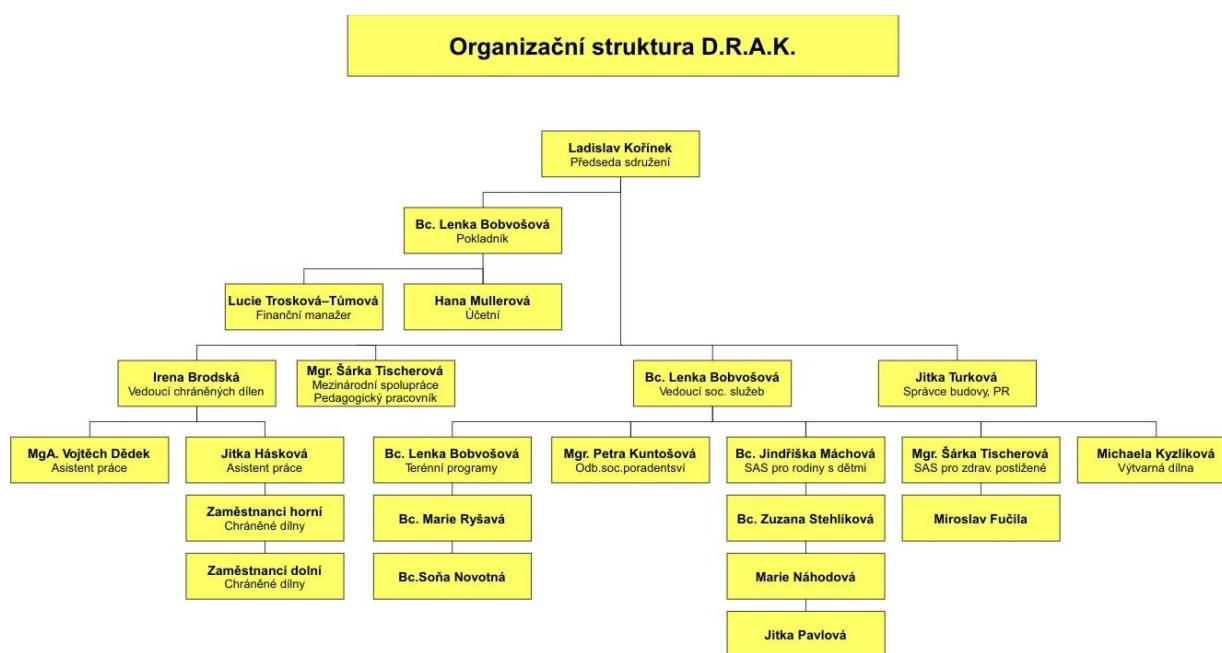 Organizační struktura D.R.A.K.
Ladislav Kořínek
Předseda sdružení
Bc. Lenka Bobvošová
Pokladník
Lucie Trosková–Tůmová
Finanční manažer
Hana Mullerová
Účetní
Irena Brodská
Vedoucí chráněných dílen
Mgr. Šárka Tischerová
Mezinárodní spolupráce
Pedagogický pracovník
Bc. Lenka Bobvošová
Vedoucí soc. služeb
Jitka Turková
Správce budovy, PR
MgA. Vojtěch Dědek
Asistent práce
Jitka Hásková
Asistent práce
Bc. Lenka Bobvošová
Terénní programy
Mgr. Petra Kuntošová
Odb.soc.poradentsví
Bc. Jindřiška Máchová
SAS pro rodiny s dětmi
Mgr. Šárka Tischerová
SAS pro zdrav. postižené
Michaela Kyzlíková
Výtvarná dílna
Zaměstnanci horní
Chráněné dílny
Bc. Marie Ryšavá
Bc. Zuzana Stehlíková
Miroslav Fučila
Zaměstnanci dolní
Chráněné dílny
Bc.Soňa Novotná
Marie Náhodová
Jitka Pavlová